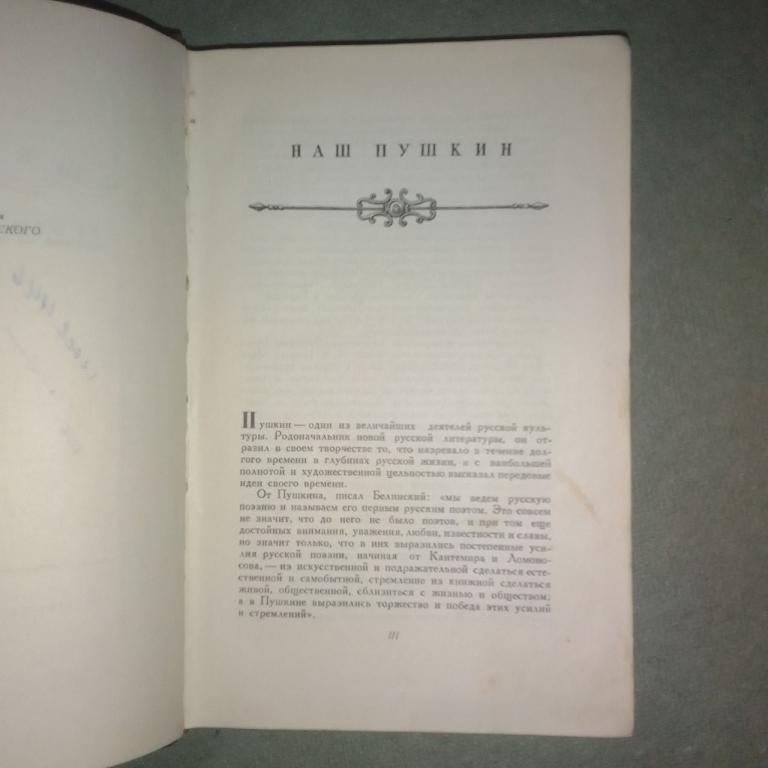 ского
НАШ ПУШКИН
Пушкин — один из величайших деятелей русской куль-
туры. Родоначальник новой русской литературы, он от-
разил в своем творчестве то, что назревало в течение дол-
гого времени в глубинах русской жизни, и с наибольшей
полнотой и художественной цельностью высказал передовые
идеи своего времени.
От Пушкина, писал Белинский: «мы ведем русскую
поэзию и называем его первым русским поэтом. Это совсем
не значит, что до него не было поэтов, и при том еще
достойных внимания, уважения, любви, известности и славы,
но значит только, что в них выразились постепенные уси-
лия русской поэзии, начиная от Кантемира и Ломоно-
сова, — из искусственной и подражательной сделаться есте-
ственной и самобытной, стремление из книжной сделаться
живой, общественной, сблизиться с жизнью и обществом,
а в Пушкине выразились торжество и победа этих усилий
и стремлений».
III